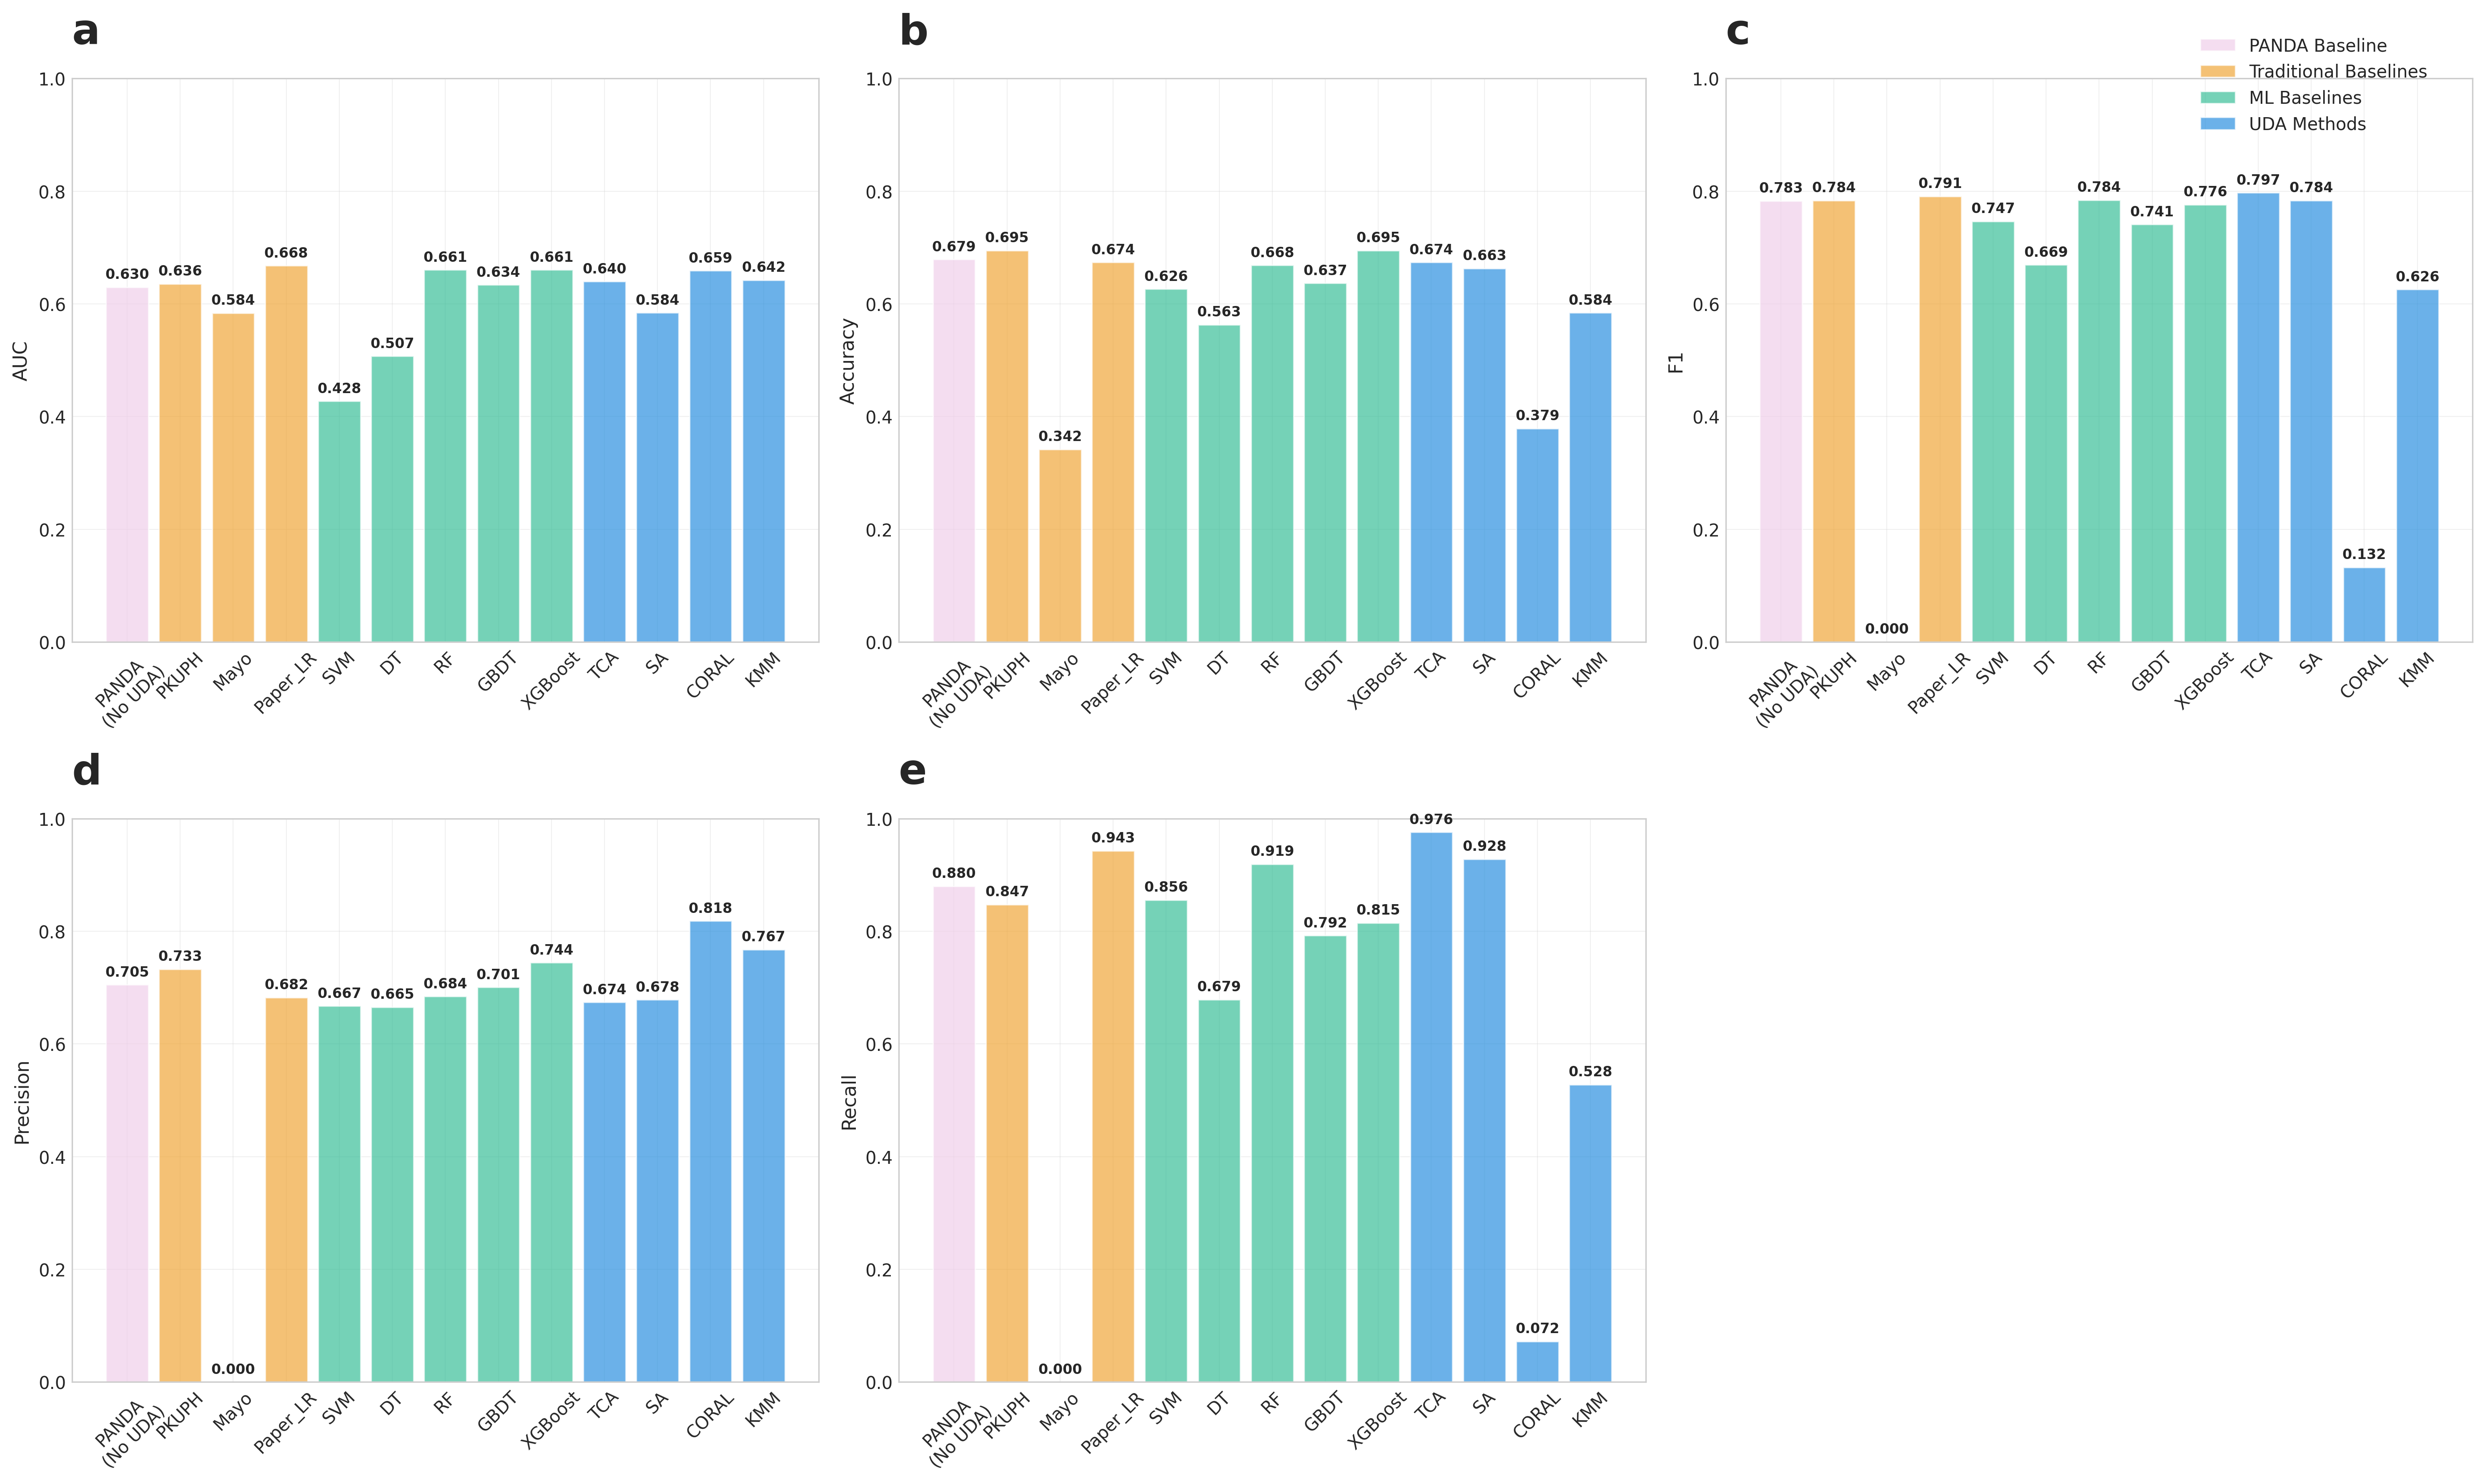 a
1.0
0.8
0.6
0.4
0.2
0.0
AUC
0.630
0.636
0.584
0.668
0.428
0.507
0.661
0.634
0.661
0.640
0.584
0.659
0.642
PANDA
(No UDA)
PKUPH
Mayo
Paper_LR
SVM
DT
RF
GBDT
XGBoost
TCA
SA
CORAL
KMM
b
1.0
0.8
0.6
0.4
0.2
0.0
Accuracy
0.679
0.695
0.342
0.674
0.626
0.563
0.668
0.637
0.695
0.674
0.663
0.379
0.584
PANDA
(No UDA)
PKUPH
Mayo
Paper_LR
SVM
DT
RF
GBDT
XGBoost
TCA
SA
CORAL
KMM
c
PANDA Baseline
Traditional Baselines
ML Baselines
UDA Methods
1.0
0.8
0.6
0.4
0.2
0.0
F1
0.783
0.784
0.000
0.791
0.747
0.669
0.784
0.741
0.776
0.797
0.784
0.132
0.626
PANDA
(No UDA)
PKUPH
Mayo
Paper_LR
SVM
DT
RF
GBDT
XGBoost
TCA
SA
CORAL
KMM
d
1.0
0.8
0.6
0.4
0.2
0.0
Precision
0.705
0.733
0.000
0.682
0.667
0.665
0.684
0.701
0.744
0.674
0.678
0.818
0.767
PANDA
(No UDA)
PKUPH
Mayo
Paper_LR
SVM
DT
RF
GBDT
XGBoost
TCA
SA
CORAL
KMM
e
1.0
0.8
0.6
0.4
0.2
0.0
Recall
0.880
0.847
0.000
0.943
0.856
0.679
0.919
0.792
0.815
0.976
0.928
0.072
0.528
PANDA
(No UDA)
PKUPH
Mayo
Paper_LR
SVM
DT
RF
GBDT
XGBoost
TCA
SA
CORAL
KMM